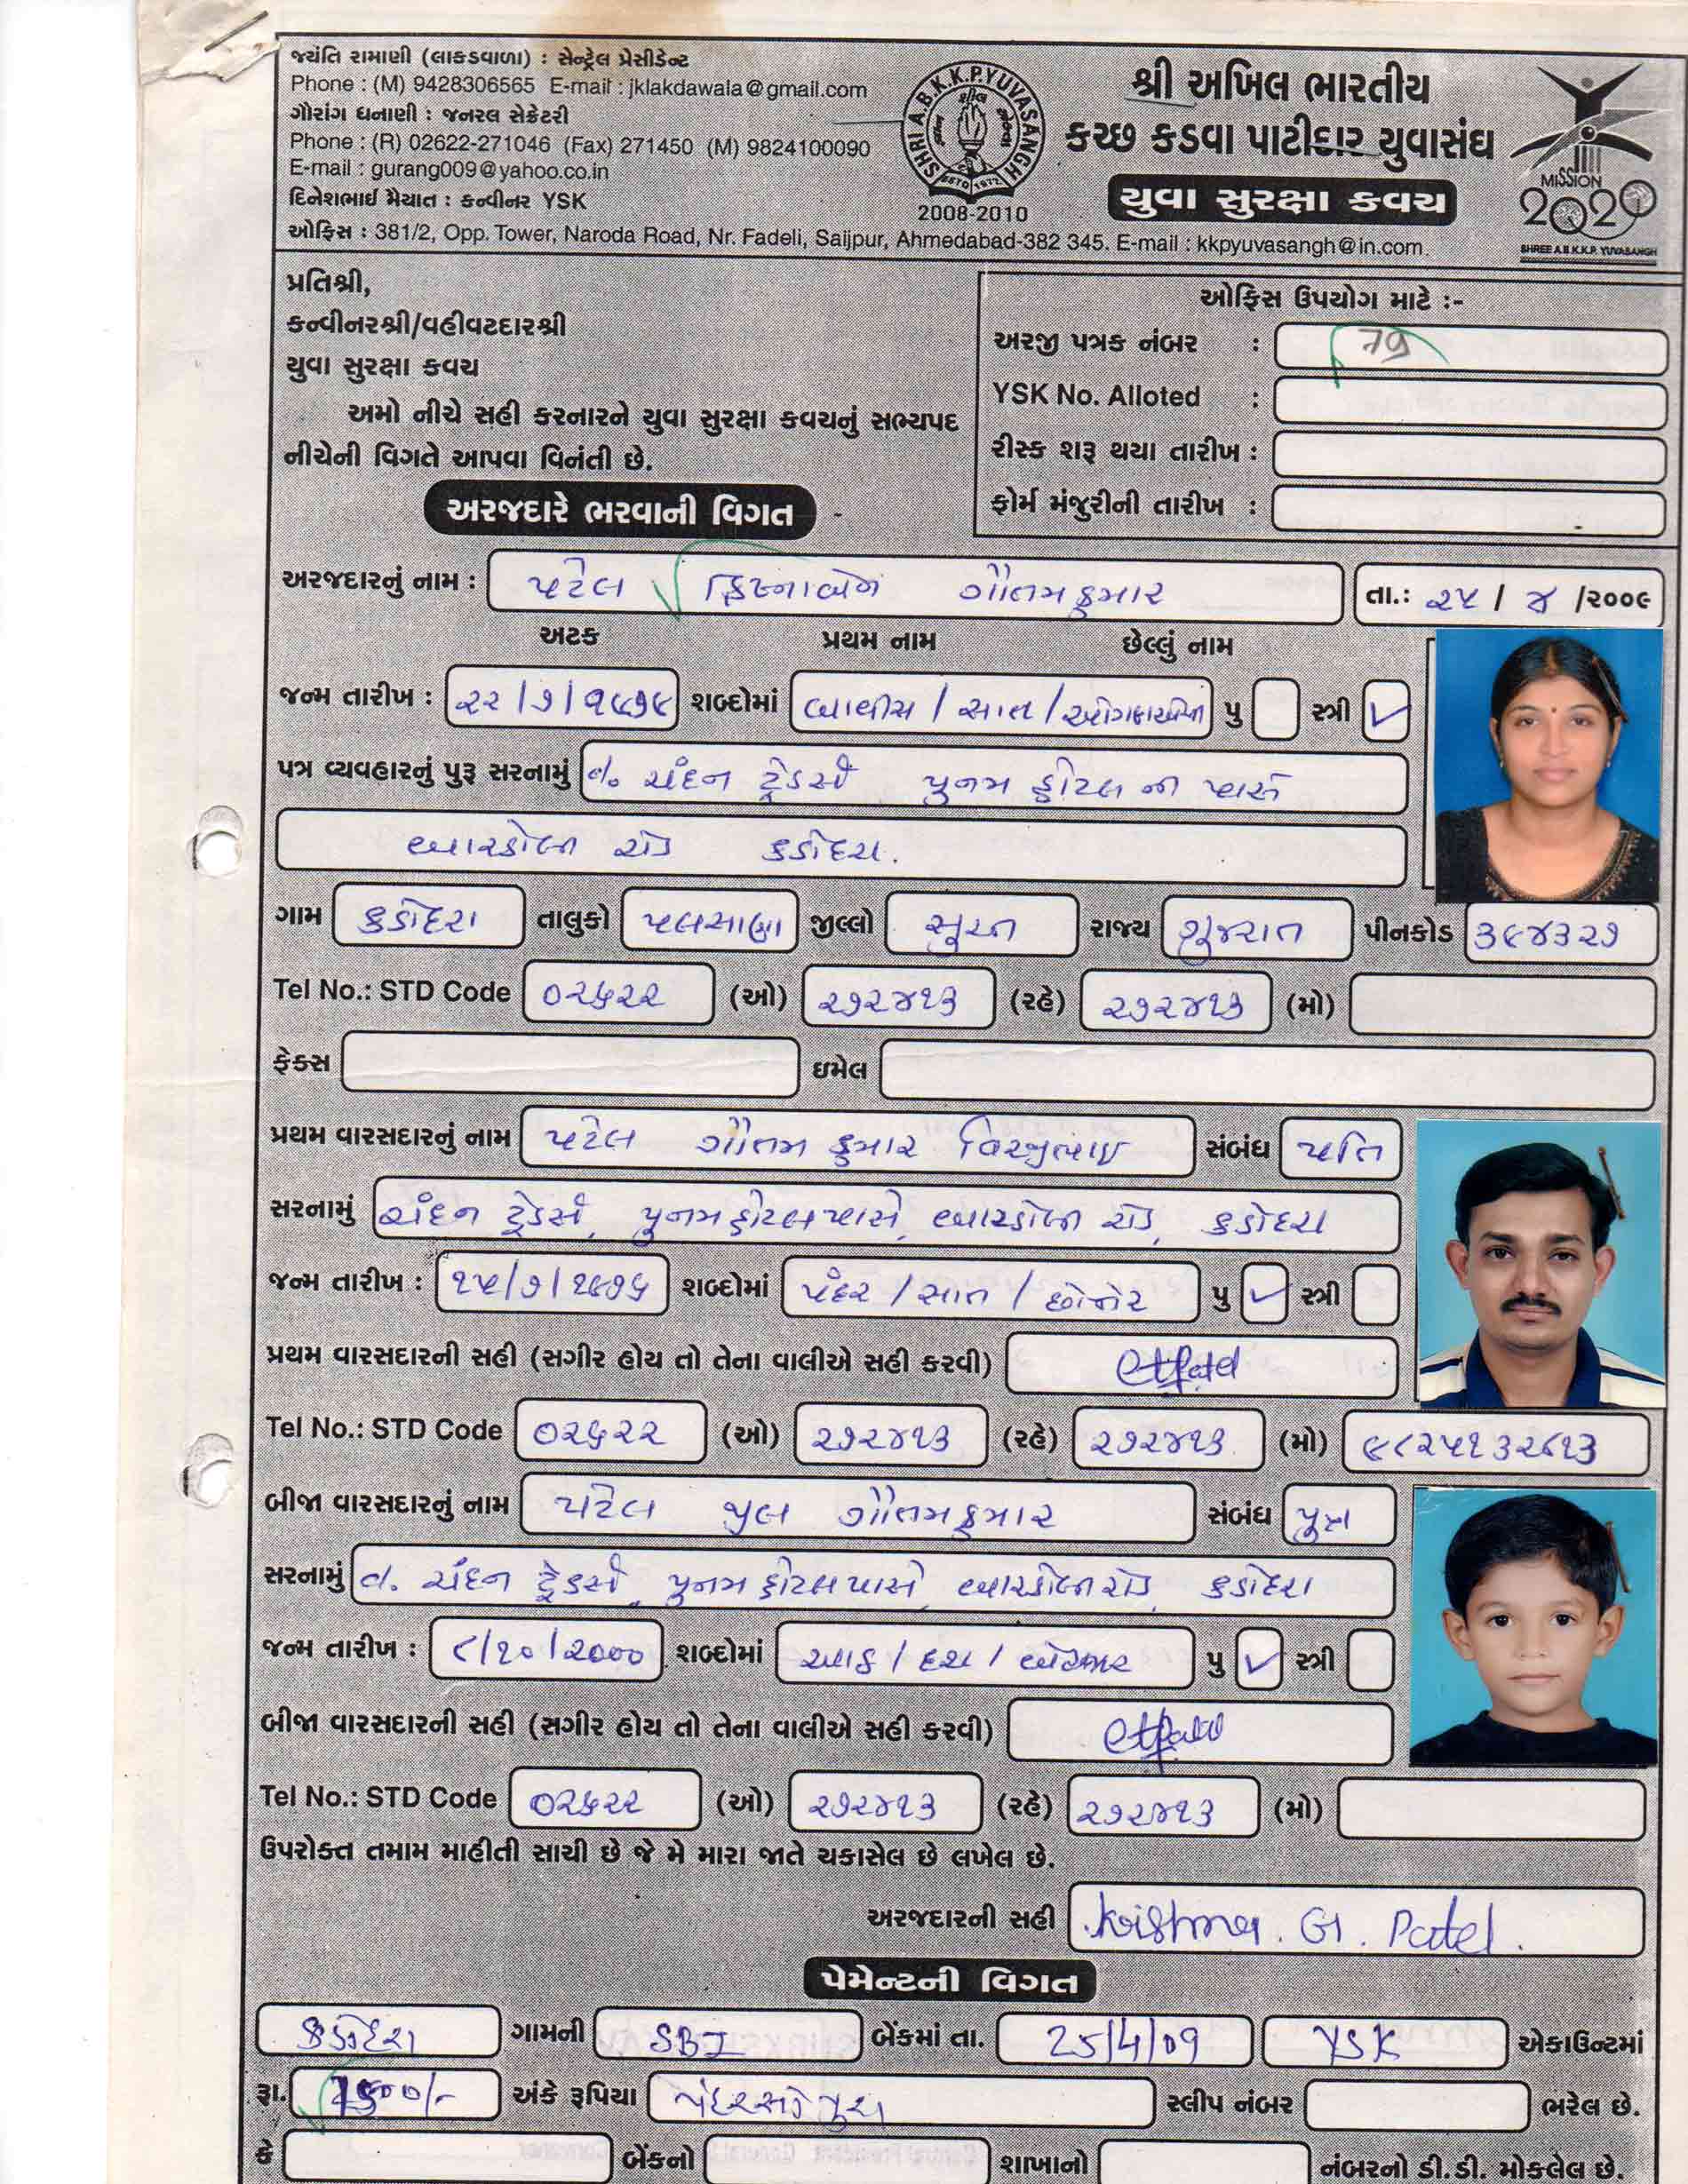 જયંતિ રામાણી (લાકડાવાળા) : સેન્ટ્રેલ પ્રેસીડેન્ટ
Phone : (M) 9428306565 E-mail : jklakdawala@gmail.com
ગૌરાંગ ધનાણી : જનરલ સેક્રેટરી
Phone : (R) 02622-271046 (Fax) 271450 (M) 9824100090
E-mail : gurang009@yahoo.co.in
દિનેશભાઈ મૈયાત : કન્વીનર YSK
ઓફિસ : 381/2, Opp. Tower, Naroda Road, Nr. Fadeli, Saijpur, Ahmedabad-382 345. E-mail : kkpyuvasangh@in.com.
SHRI A.B.K.K.P. YUVASANGH
ESTD 1972
2008-2010
શ્રી અખિલ ભારતીય
કચ્છ કડવા પાટીદાર યુવાસંઘ
યુવા સુરક્ષા કવચ
MISSION
2020
SHREE A.B.K.K.P. YUVASANGH
પ્રતિશ્રી,
કન્વીનરશ્રી/વહીવટદારશ્રી
યુવા સુરક્ષા કવચ
અમો નીચે સહી કરનારને યુવા સુરક્ષા કવચનું સભ્યપદ
નીચેની વિગતે આપવા વિનંતી છે.
ઓફિસ ઉપયોગ માટે :-
અરજી પત્રક નંબર : 79
YSK No. Alloted :
રીસ્ક શરૂ થયા તારીખ :
ફોર્મ મંજુરીની તારીખ :
અરજદારે ભરવાની વિગત
અરજદારનું નામ : પટેલ ક્રિષ્નાબેન ગૌતમકુમાર તા.: ૨૫ / ૪ /૨૦૦૯
અટક પ્રથમ નામ છેલ્લું નામ
જન્મ તારીખ : ૨૨/૭/૧૯૭૯ શબ્દોમાં બાવીસ / સાત / પુ સ્ત્રી ✓
પત્ર વ્યવહારનું પુરૂ સરનામું ચંદન ટ્રેડર્સ પુનમ હોટલ ની પાસે
બારડોલી રોડ કડોદરા.
ગામ કડોદરા તાલુકો પલસાણા જીલ્લો સુરત રાજ્ય ગુજરાત પીનકોડ ૩૯૪૩૨૭
Tel No.: STD Code ૦૨૬૨૨ (ઓ) ૨૭૨૪૧૩ (રહે) ૨૭૨૪૧૩ (મો)
ફેક્સ ઇમેલ
પ્રથમ વારસદારનું નામ પટેલ ગૌતમ કુમાર વિરજીભાઇ સંબંધ પતિ
સરનામું ચંદન ટ્રેડર્સ, પુનમ હોટલ પાસે, બારડોલી રોડ, કડોદરા
જન્મ તારીખ : ૧૫/૭/૧૯૭૬ શબ્દોમાં પંદર / સાત / છોતેર પુ ✓ સ્ત્રી
પ્રથમ વારસદારની સહી (સગીર હોય તો તેના વાલીએ સહી કરવી)
Tel No.: STD Code ૦૨૬૨૨ (ઓ) ૨૭૨૪૧૩ (રહે) ૨૭૨૪૧૩ (મો) ૯૮૨૫૧૩૨૬૧૩
બીજા વારસદારનું નામ પટેલ ગૌતમકુમાર સંબંધ પુત્ર
સરનામું ચંદન ટ્રેડર્સ, પુનમ હોટલ પાસે, બારડોલી રોડ, કડોદરા
જન્મ તારીખ : ૮/૧૦/૨૦૦૦ શબ્દોમાં આઠ / દશ / બેહજાર પુ ✓ સ્ત્રી
બીજા વારસદારની સહી (સગીર હોય તો તેના વાલીએ સહી કરવી)
Tel No.: STD Code ૦૨૬૨૨ (ઓ) ૨૭૨૪૧૩ (રહે) ૨૭૨૪૧૩ (મો)
ઉપરોક્ત તમામ માહીતી સાચી છે જે મે મારા જાતે ચકાસેલ છે લખેલ છે.
અરજદારની સહી Krishna. G. Patel.
પેમેન્ટની વિગત
કડોદરા ગામની SBI બેંકમાં તા. 25/4/09 YSK એકાઉન્ટમાં
રૂા. 1500/- અંકે રૂપિયા પંદરસો પુરા સ્લીપ નંબર ભરેલ છે.
કે બેંકનો શાખાનો નંબરનો ડી.ડી. મોકલેલ છે.